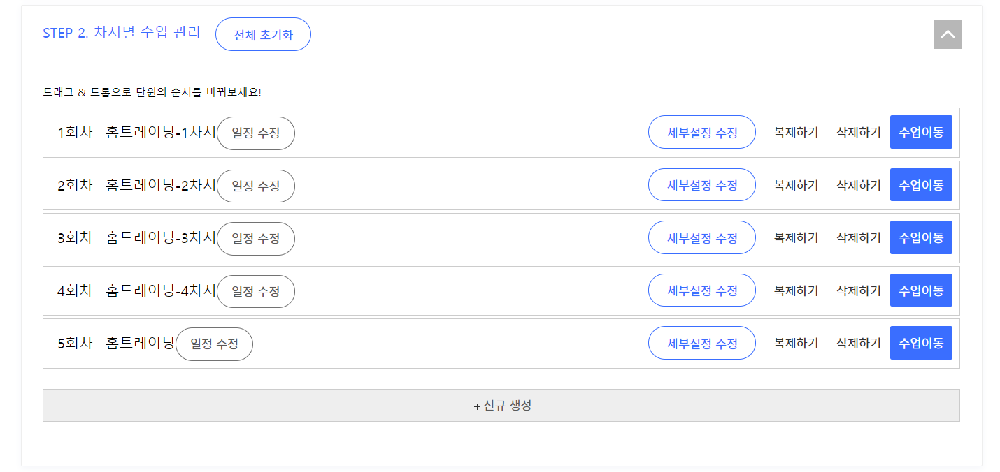 STEP 2. 차시별 수업 관리 전체 초기화
드래그 & 드롭으로 단원의 순서를 바꿔보세요!
1회차 홈트레이닝-1차시 일정 수정 세부설정 수정 복제하기 삭제하기 수업이동
2회차 홈트레이닝-2차시 일정 수정 세부설정 수정 복제하기 삭제하기 수업이동
3회차 홈트레이닝-3차시 일정 수정 세부설정 수정 복제하기 삭제하기 수업이동
4회차 홈트레이닝-4차시 일정 수정 세부설정 수정 복제하기 삭제하기 수업이동
5회차 홈트레이닝 일정 수정 세부설정 수정 복제하기 삭제하기 수업이동
+ 신규 생성